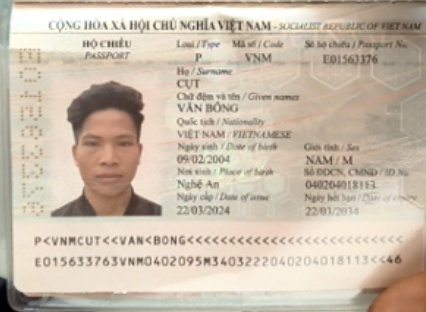 CỘNG HÒA XÃ HỘI CHỦ NGHĨA VIỆT NAM - SOCIALIST REPUBLIC OF VIET NAM
HỘ CHIẾU Loại / Type Mã số / Code Số hộ chiếu / Passport No
PASSPORT P VNM E01563376
Họ / Surname
CỤT
Chữ đệm và tên / Given names
VĂN BÔNG
Quốc tịch / Nationality
VIỆT NAM / VIETNAMESE
Ngày sinh / Date of birth Giới tính / Sex
09/02/2004 NAM / M
Nơi sinh / Place of birth Số ĐDCN, CMND / ID No
Nghệ An 040204018113
Ngày cấp / Date of issue Ngày hết hạn / Date of expiry
22/03/2024 22/03/2034
P<VNMCUT<<VAN<BONG<<<<<<<<<<<<<<<<<<<<<<<<<<
E015633763VNM0402095M3403222040204018113<<46